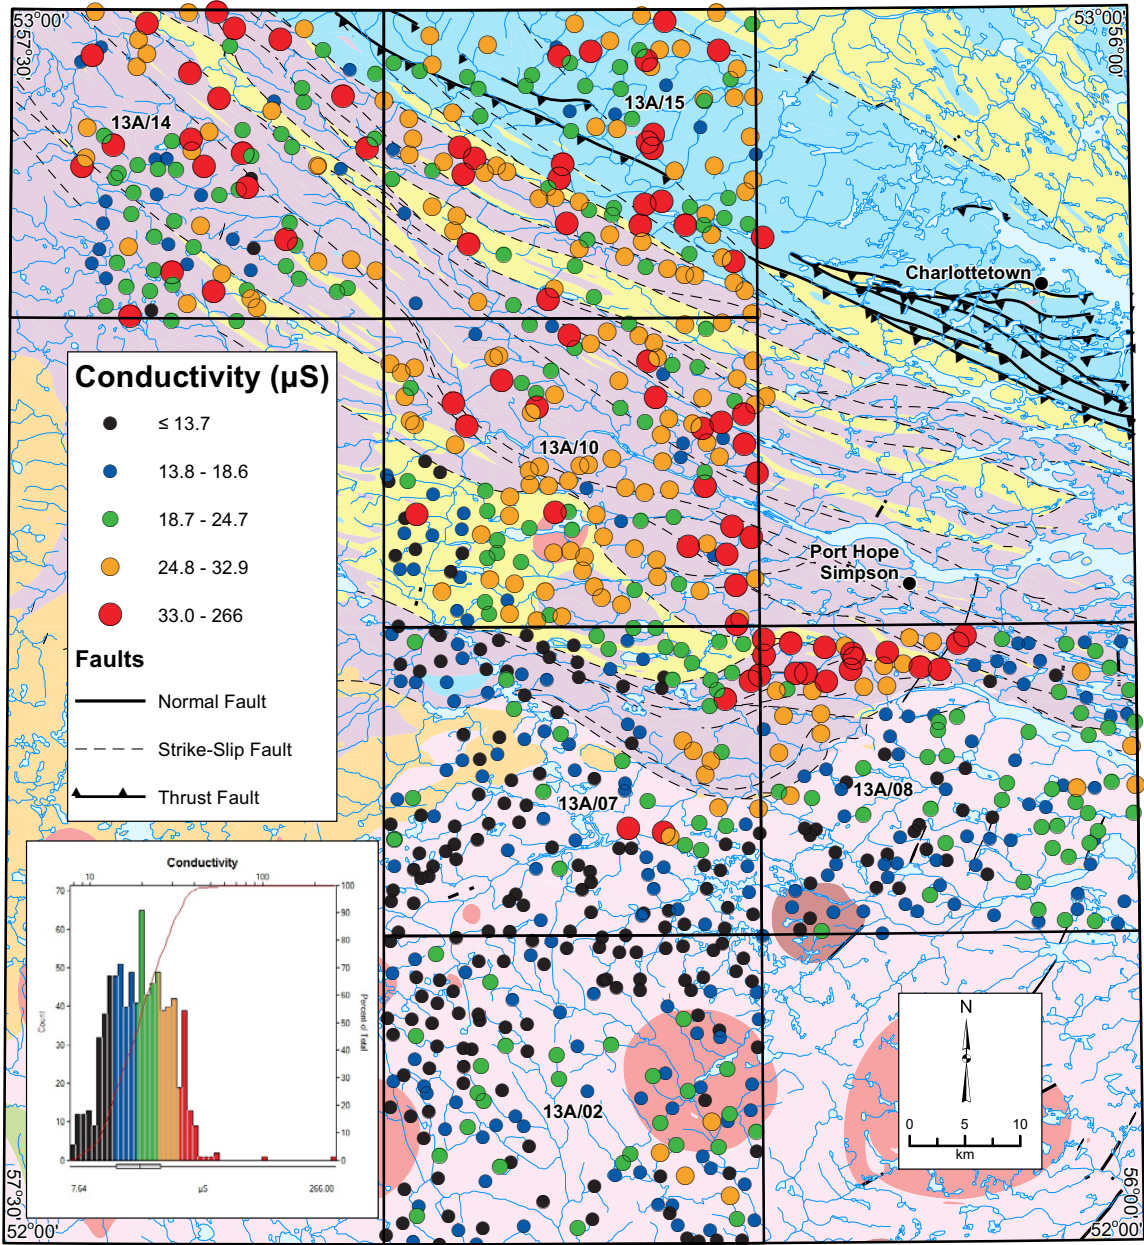 53°00'
53°00'
57°30'
56°00'
13A/14
13A/15
Charlottetown
13A/10
Port Hope
Simpson
13A/07
13A/08
13A/02
Conductivity (µS)
≤ 13.7
13.8 - 18.6
18.7 - 24.7
24.8 - 32.9
33.0 - 266
Faults
Normal Fault
Strike-Slip Fault
Thrust Fault
Conductivity
10
100
70
60
50
40
30
20
10
0
Count
100
90
80
70
60
50
40
30
20
10
0
Percent of Total
7.64
µS
266.00
N
0
5
10
km
57°30'
52°00'
56°00'
52°00'